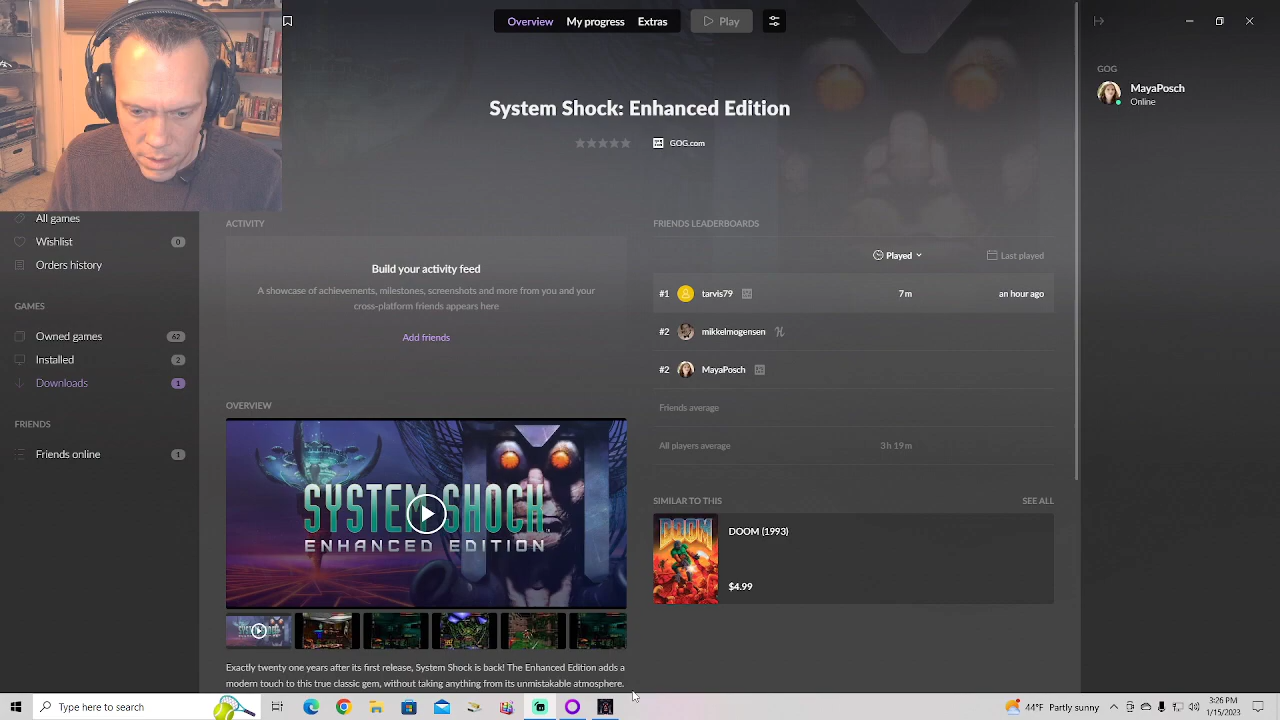 Overview My progress Extras Play
System Shock: Enhanced Edition
GOG.com
GOG
MayaPosch
Online
All games
Wishlist 0
Orders history
GAMES
Owned games 62
Installed 2
Downloads 1
FRIENDS
Friends online 1
ACTIVITY
Build your activity feed
A showcase of achievements, milestones, screenshots and more from you and your
cross-platform friends appears here
Add friends
FRIENDS LEADERBOARDS
Played Last played
#1 tarvis79 7m an hour ago
#2 mikkelmogensen
#2 MayaPosch
Friends average
All players average 3h 19m
OVERVIEW
SYSTEM SHOCK
ENHANCED EDITION
Exactly twenty years after its first release, System Shock is back! The Enhanced Edition adds a
modern touch to this true classic gem, without taking anything from its unmistakable atmosphere.
SIMILAR TO THIS SEE ALL
DOOM
DOOM (1993)
$4.99
Type here to search
44°F Partly sunny
3:26 PM
1/15/2023